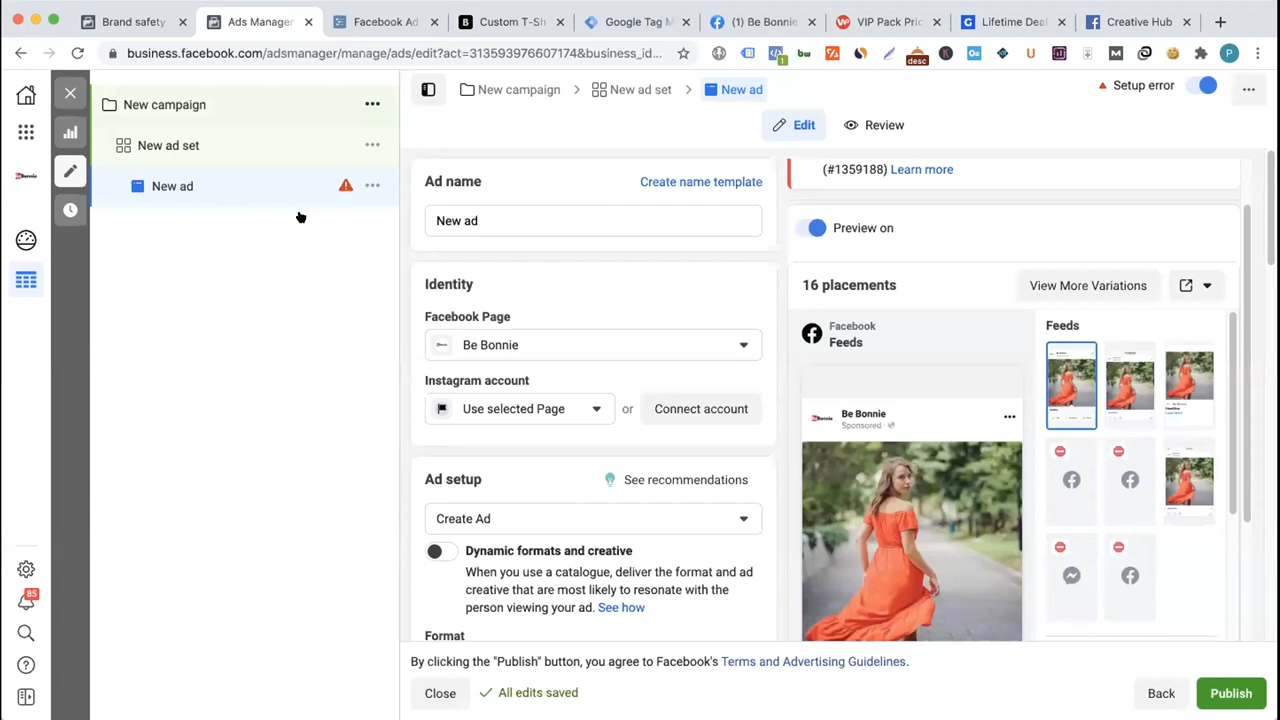 Brand safety
Ads Manager
Facebook Ad
Custom T-Sh
Google Tag M
(1) Be Bonnie
VIP Pack Pric
Lifetime Deal
Creative Hub
business.facebook.com/adsmanager/manage/ads/edit?act=313593976607174&business_id...
desc
P
New campaign
New ad set
New ad
New campaign
New ad set
New ad
Setup error
Edit
Review
Ad name
Create name template
New ad
Identity
Facebook Page
Be Bonnie
Instagram account
Use selected Page
or
Connect account
Ad setup
See recommendations
Create Ad
Dynamic formats and creative
When you use a catalogue, deliver the format and ad
creative that are most likely to resonate with the
person viewing your ad. See how
Format
(#1359188) Learn more
Preview on
16 placements
View More Variations
Facebook
Feeds
Feeds
Be Bonnie
Sponsored
85
By clicking the "Publish" button, you agree to Facebook's Terms and Advertising Guidelines.
Close
All edits saved
Back
Publish